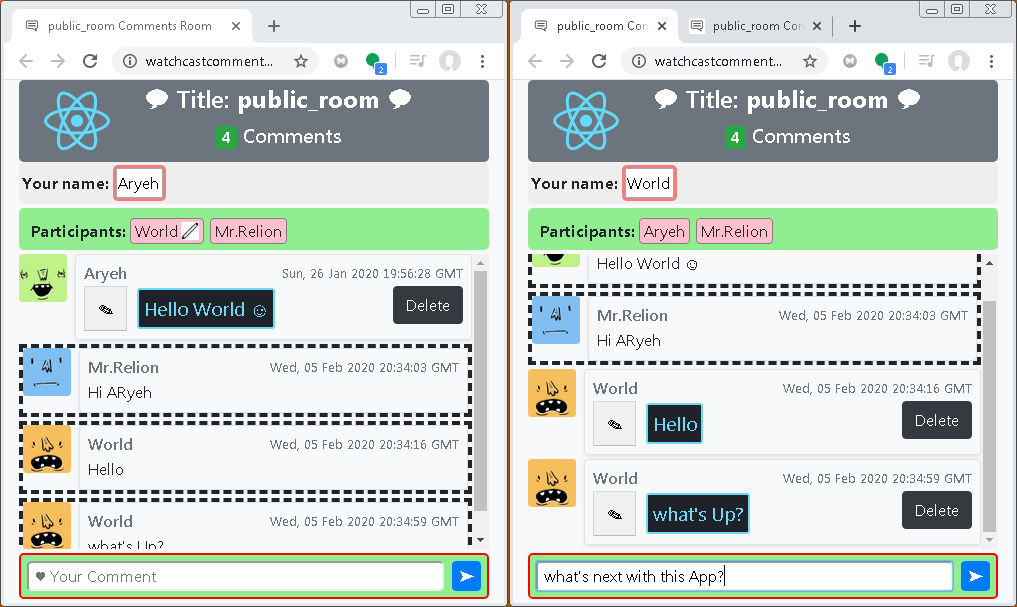 public_room Comments Room
watchcastcomment...
2
Title: public_room
4 Comments
Your name: Aryeh
Participants: World Mr.Relion
Aryeh Sun, 26 Jan 2020 19:56:28 GMT
Hello World ☺ Delete
Mr.Relion Wed, 05 Feb 2020 20:34:03 GMT
Hi ARyeh
World Wed, 05 Feb 2020 20:34:16 GMT
Hello
World Wed, 05 Feb 2020 20:34:59 GMT
what's Up?
♥ Your Comment
public_room Con public_room Con
watchcastcomment...
2
Title: public_room
4 Comments
Your name: World
Participants: Aryeh Mr.Relion
Hello World ☺
Mr.Relion Wed, 05 Feb 2020 20:34:03 GMT
Hi ARyeh
World Wed, 05 Feb 2020 20:34:16 GMT
Hello Delete
World Wed, 05 Feb 2020 20:34:59 GMT
what's Up? Delete
what's next with this App?